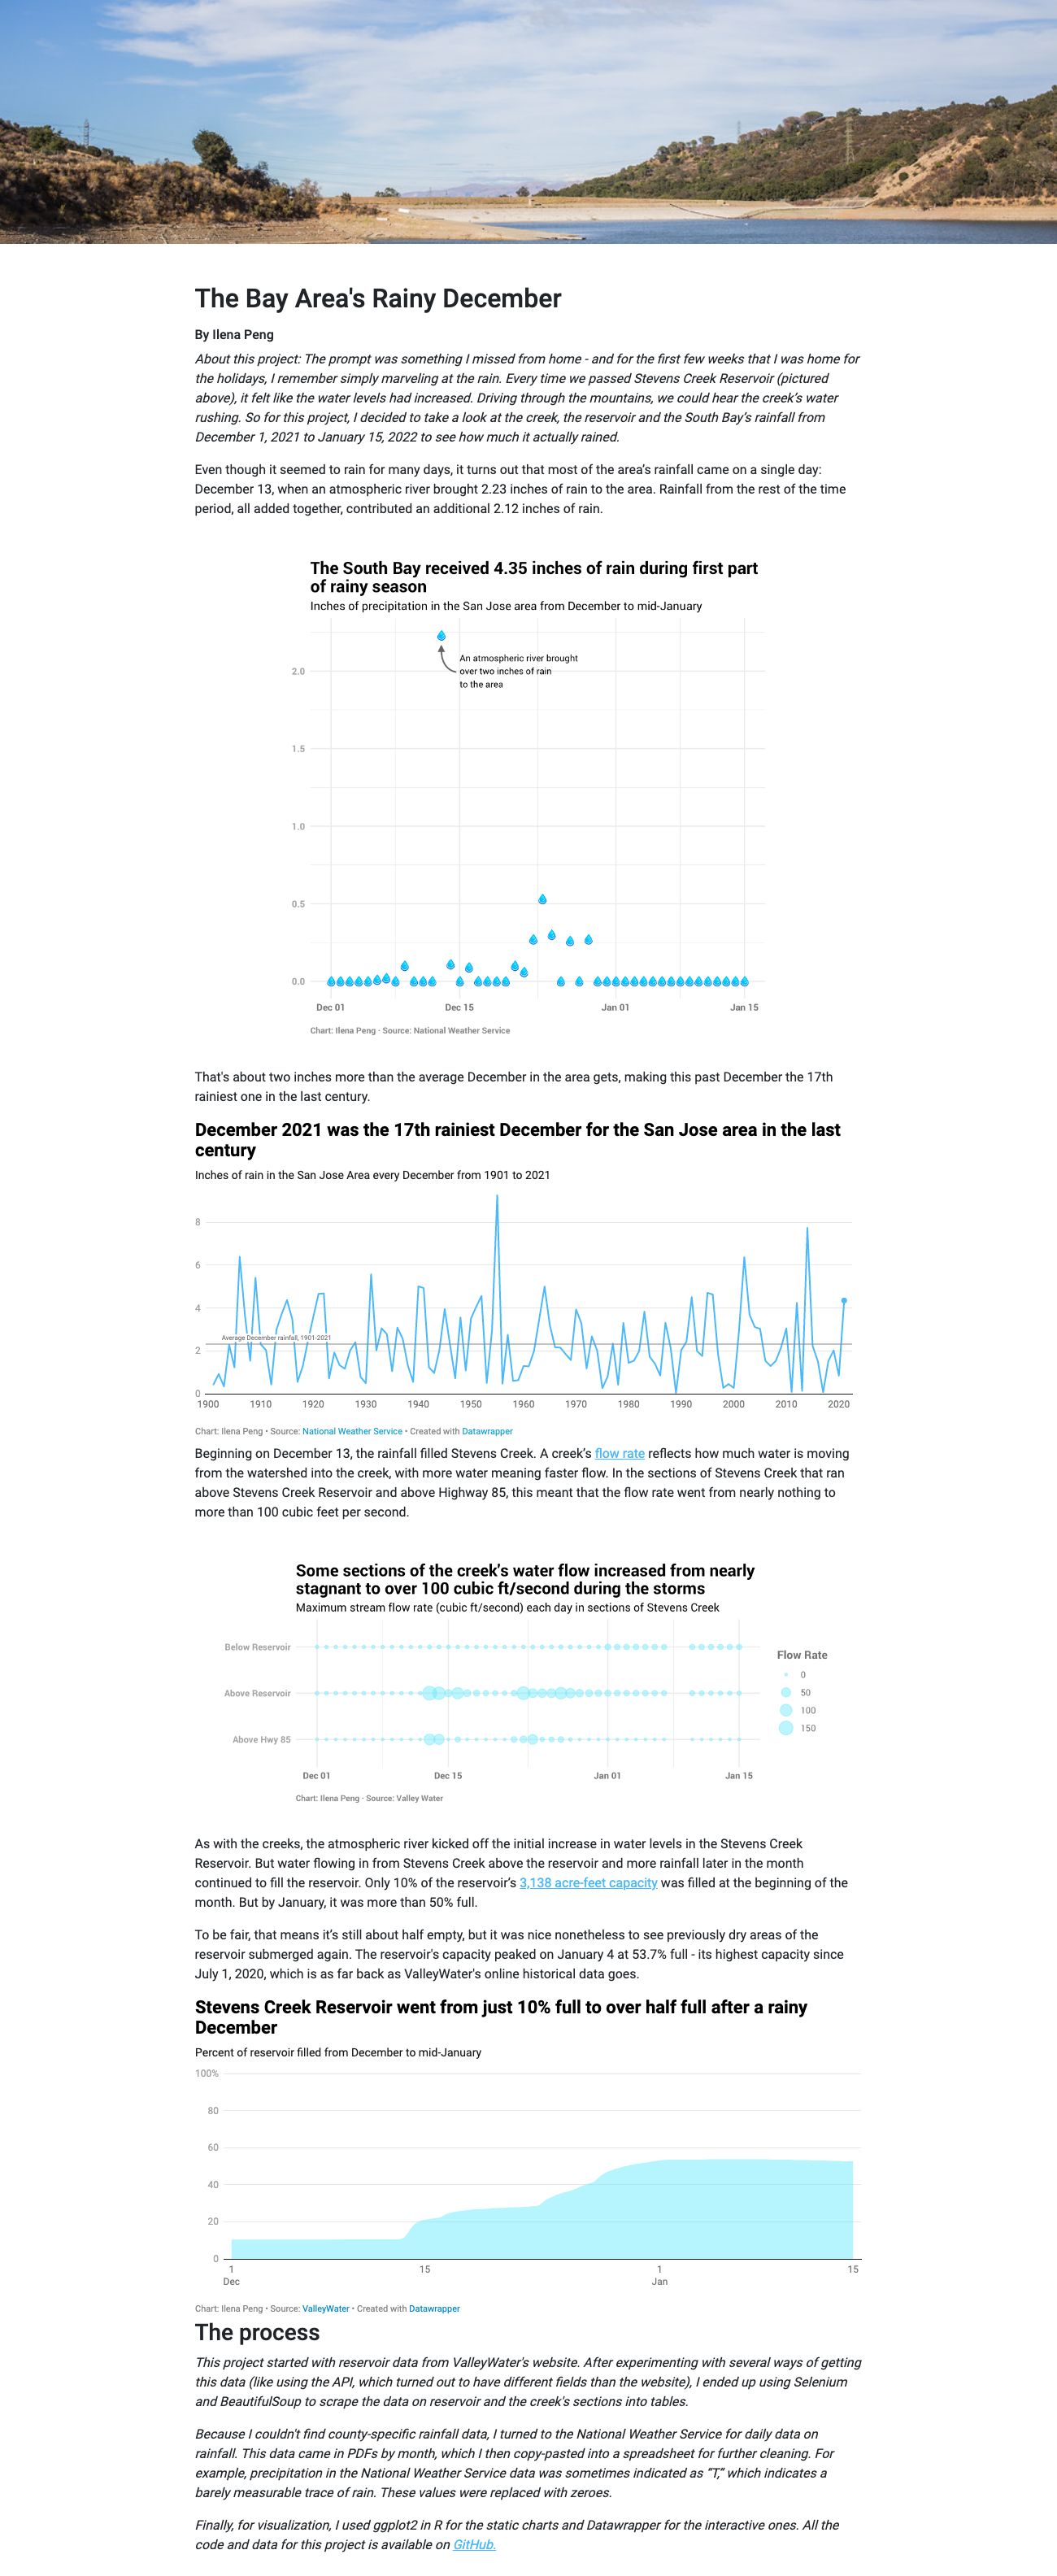 The Bay Area's Rainy December
By Ilena Peng
About this project: The prompt was something I missed from home - and for the first few weeks that I was home for
the holidays, I remember simply marveling at the rain. Every time we passed Stevens Creek Reservoir (pictured
above), it felt like the water levels had increased. Driving through the mountains, we could hear the creek’s water
rushing. So for this project, I decided to take a look at the creek, the reservoir and the South Bay’s rainfall from
December 1, 2021 to January 15, 2022 to see how much it actually rained.
Even though it seemed to rain for many days, it turns out that most of the area’s rainfall came on a single day:
December 13, when an atmospheric river brought 2.23 inches of rain to the area. Rainfall from the rest of the time
period, all added together, contributed an additional 2.12 inches of rain.
The South Bay received 4.35 inches of rain during first part
of rainy season
Inches of precipitation in the San Jose area from December to mid-January
An atmospheric river brought
over two inches of rain
to the area
2.0
1.5
1.0
0.5
0.0
Dec 01 Dec 15 Jan 01 Jan 15
Chart: Ilena Peng · Source: National Weather Service
That's about two inches more than the average December in the area gets, making this past December the 17th
rainiest one in the last century.
December 2021 was the 17th rainiest December for the San Jose area in the last
century
Inches of rain in the San Jose Area every December from 1901 to 2021
8
6
4
Average December rainfall, 1901-2021
2
0
1900 1910 1920 1930 1940 1950 1960 1970 1980 1990 2000 2010 2020
Chart: Ilena Peng • Source: National Weather Service • Created with Datawrapper
Beginning on December 13, the rainfall filled Stevens Creek. A creek’s flow rate reflects how much water is moving
from the watershed into the creek, with more water meaning faster flow. In the sections of Stevens Creek that ran
above Stevens Creek Reservoir and above Highway 85, this meant that the flow rate went from nearly nothing to
more than 100 cubic feet per second.
Some sections of the creek's water flow increased from nearly
stagnant to over 100 cubic ft/second during the storms
Maximum stream flow rate (cubic ft/second) each day in sections of Stevens Creek
Below Reservoir
Above Reservoir
Above Hwy 85
Flow Rate
0
50
100
150
Dec 01 Dec 15 Jan 01 Jan 15
Chart: Ilena Peng · Source: Valley Water
As with the creeks, the atmospheric river kicked off the initial increase in water levels in the Stevens Creek
Reservoir. But water flowing in from Stevens Creek above the reservoir and more rainfall later in the month
continued to fill the reservoir. Only 10% of the reservoir’s 3,138 acre-feet capacity was filled at the beginning of the
month. But by January, it was more than 50% full.
To be fair, that means it’s still about half empty, but it was nice nonetheless to see previously dry areas of the
reservoir submerged again. The reservoir's capacity peaked on January 4 at 53.7% full - its highest capacity since
July 1, 2020, which is as far back as ValleyWater's online historical data goes.
Stevens Creek Reservoir went from just 10% full to over half full after a rainy
December
Percent of reservoir filled from December to mid-January
100%
80
60
40
20
0
1 15 1 15
Dec Jan
Chart: Ilena Peng • Source: ValleyWater • Created with Datawrapper
The process
This project started with reservoir data from ValleyWater's website. After experimenting with several ways of getting
this data (like using the API, which turned out to have different fields than the website), I ended up using Selenium
and BeautifulSoup to scrape the data on reservoir and the creek's sections into tables.
Because I couldn't find county-specific rainfall data, I turned to the National Weather Service for daily data on
rainfall. This data came in PDFs by month, which I then copy-pasted into a spreadsheet for further cleaning. For
example, precipitation in the National Weather Service data was sometimes indicated as “T,” which indicates a
barely measurable trace of rain. These values were replaced with zeroes.
Finally, for visualization, I used ggplot2 in R for the static charts and Datawrapper for the interactive ones. All the
code and data for this project is available on GitHub.